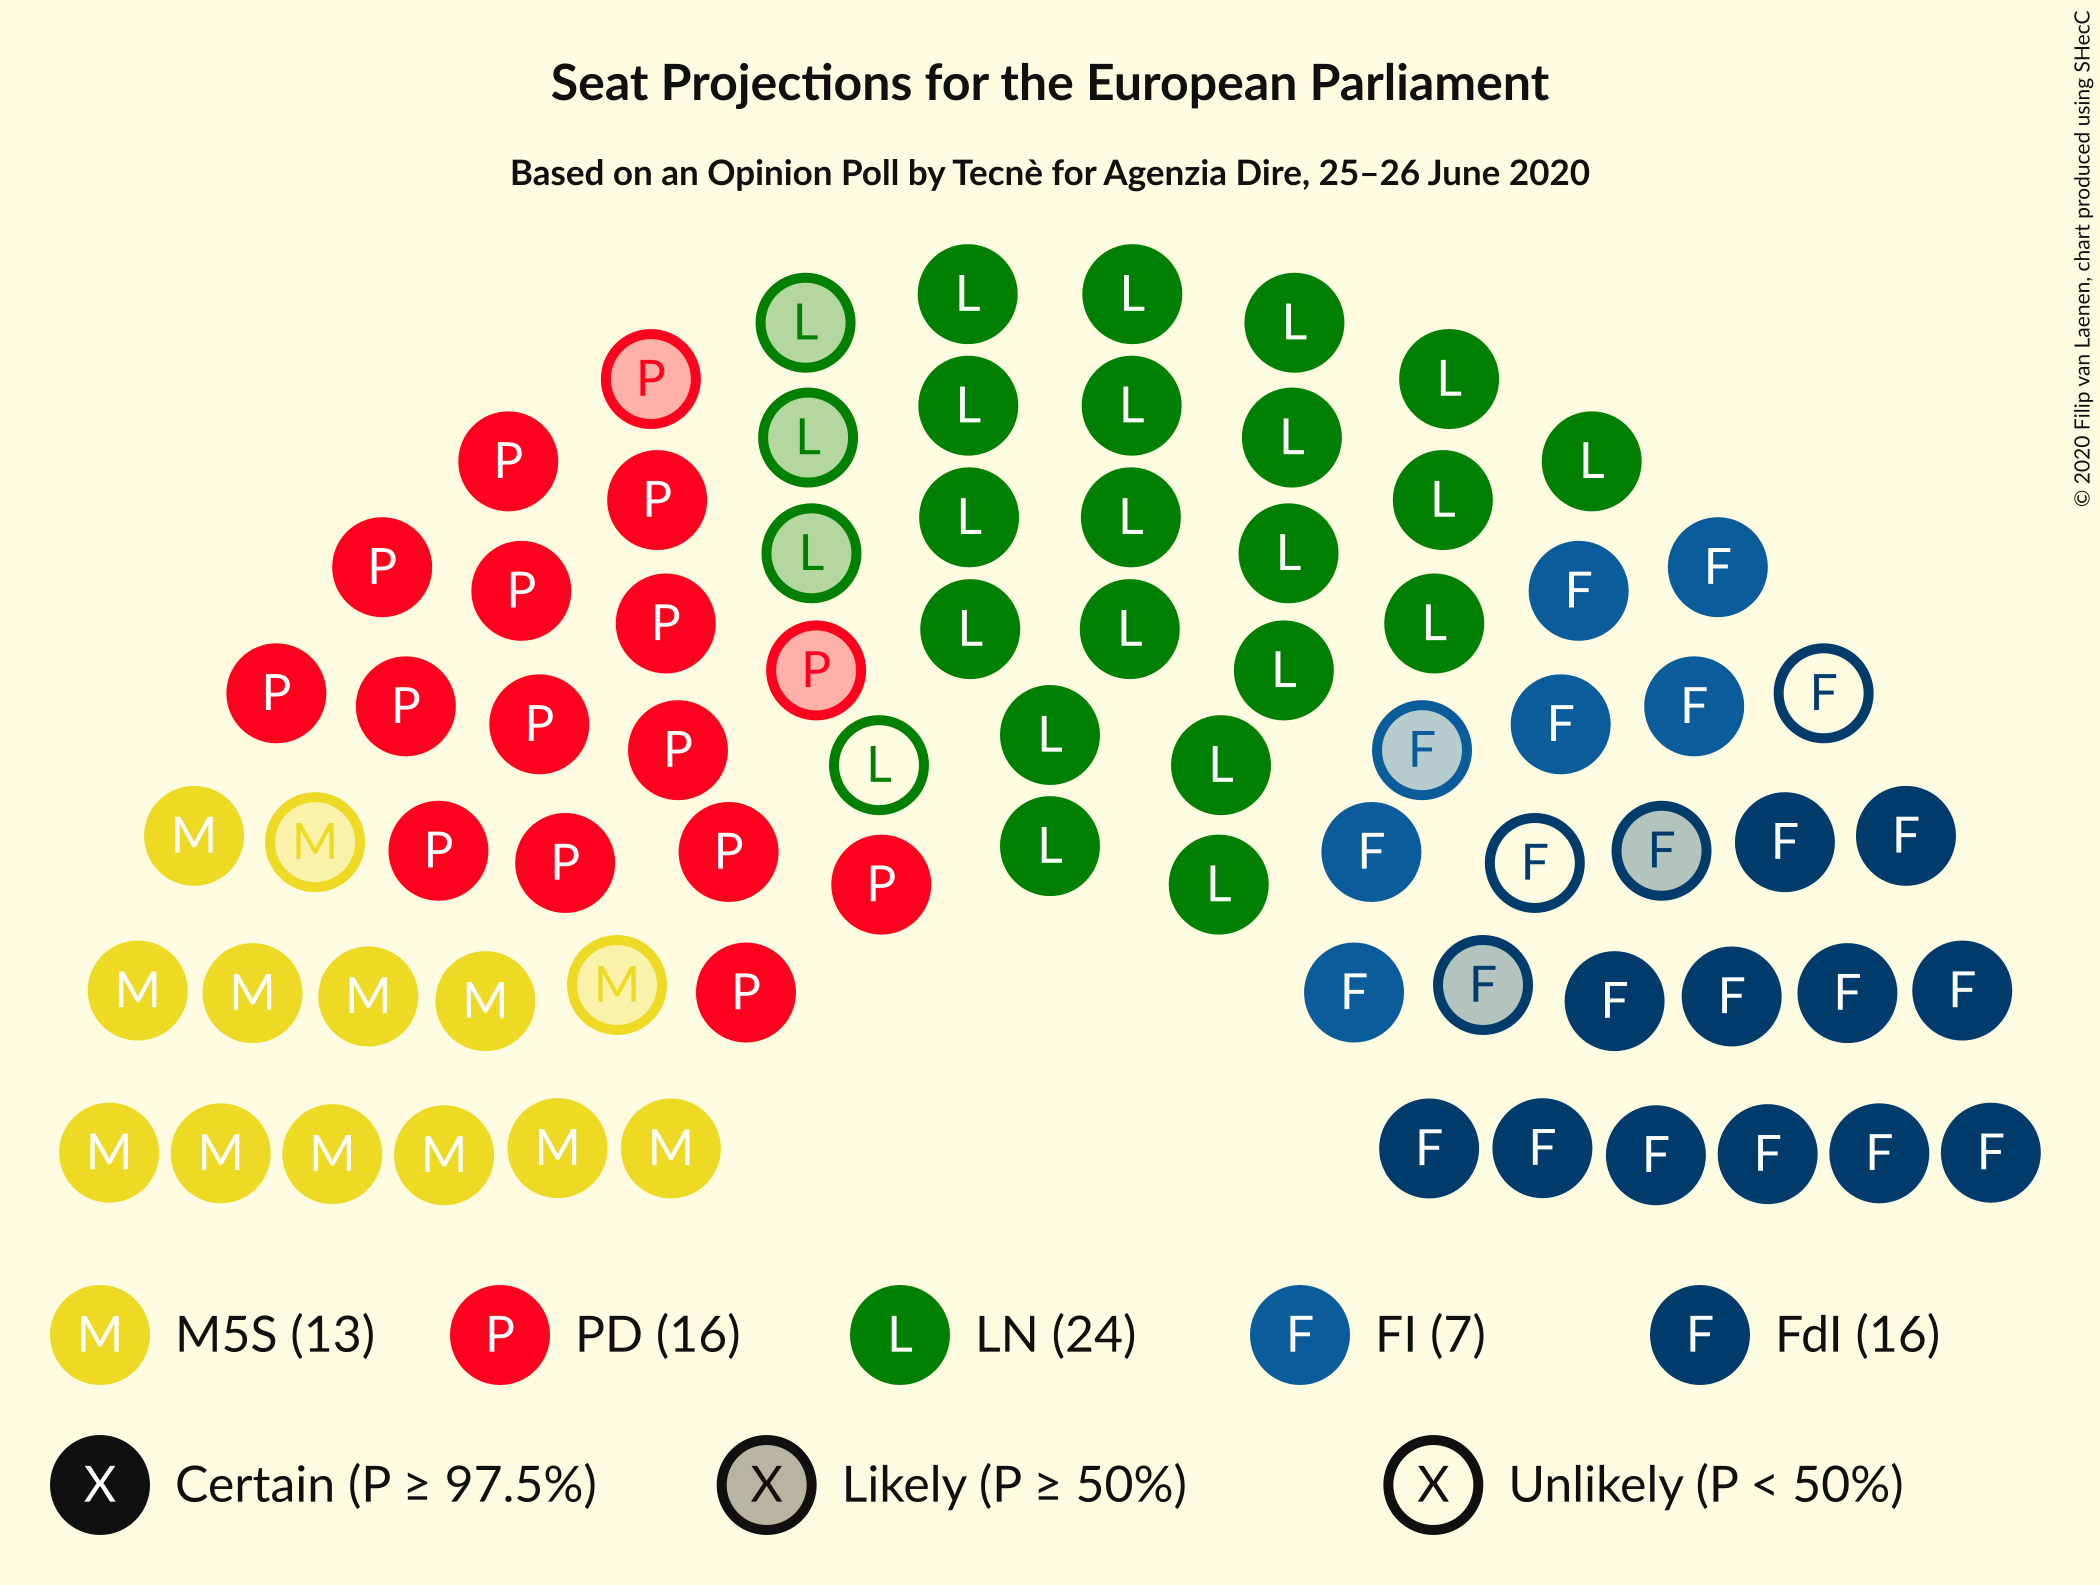 Seat Projections for the European Parliament
Based on an Opinion Poll by Tecnè for Agenzia Dire, 25–26 June 2020
© 2020 Filip van Laenen, chart produced using SHecC
L L
L L
P L
L L
L L
P L
P L
L L
P L
P F
L L
P F
P L
L L
P F
P L
P F
P F
P F
P F
L L
M F
M F
P F
P F
P F
L
P L
M F
M F
M F
M F
M F
P F
M M M M M M F F F F F F
M M5S (13) P PD (16) L LN (24) F FI (7) F FdI (16)
X Certain (P ≥ 97.5%) X Likely (P ≥ 50%) X Unlikely (P < 50%)